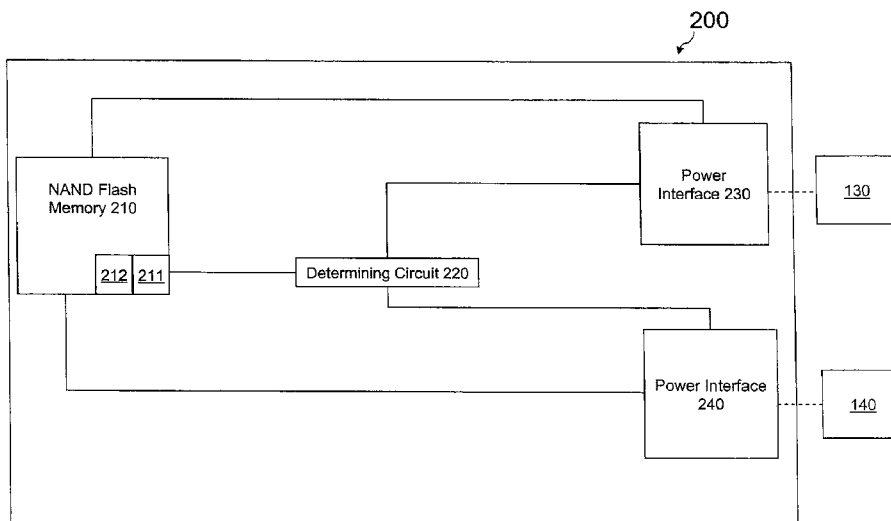 200
NAND Flash
Memory 210
Power
Interface 230
130
212
211
Determining Circuit 220
Power Interface
240
140